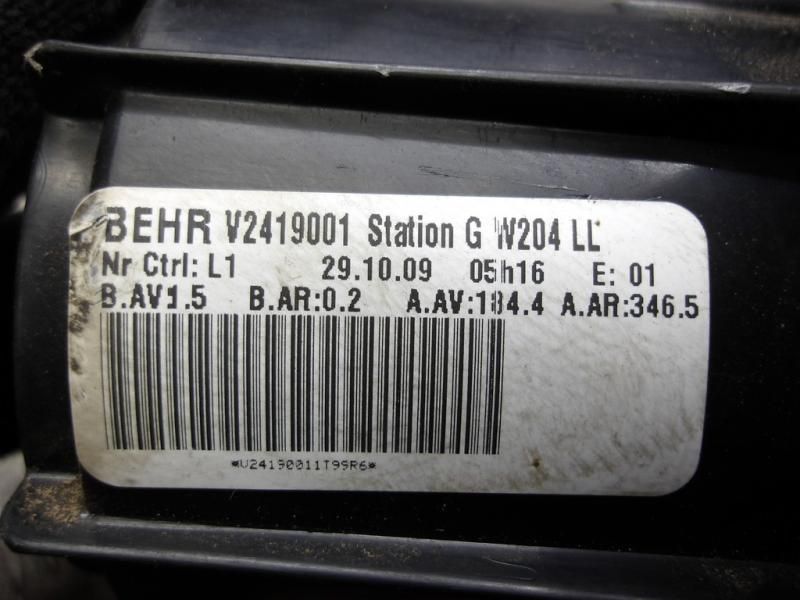 BEHR V2419001 Station G W204 LL
Nr Ctrl: L1 29.10.09 05h16 E: 01
B.AV1.5 B.AR:0.2 A.AV:184.4 A.AR:346.5
*V24190011T99R6*